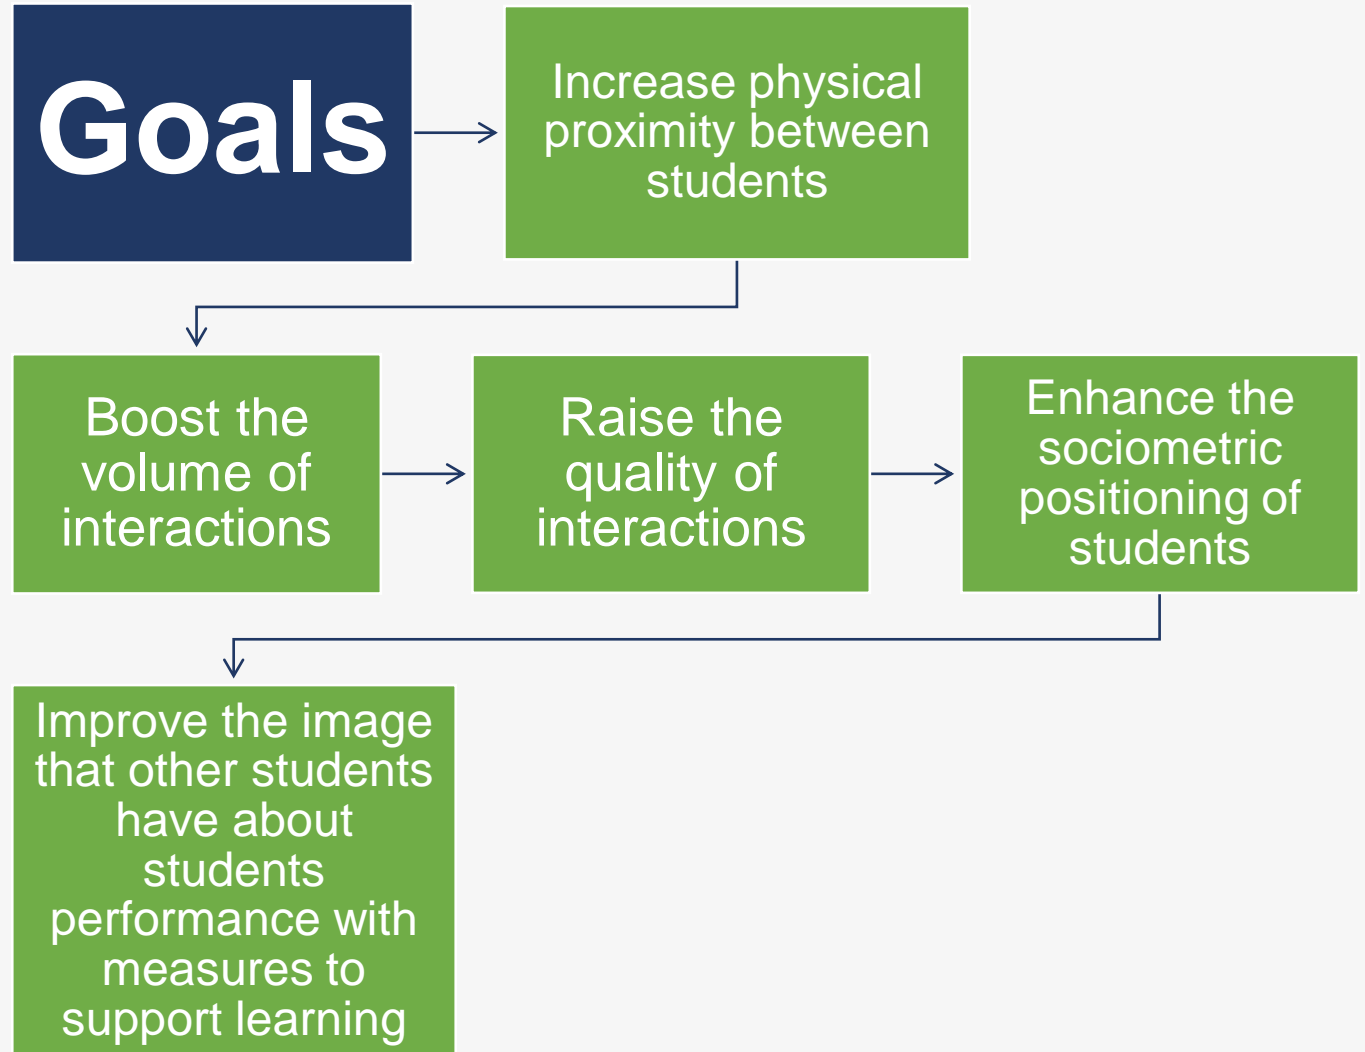 Goals
Increase physical
proximity between
students
Boost the
volume of
interactions
Raise the
quality of
interactions
Enhance the
sociometric
positioning of
students
Improve the image
that other students
have about
students
performance with
measures to
support learning